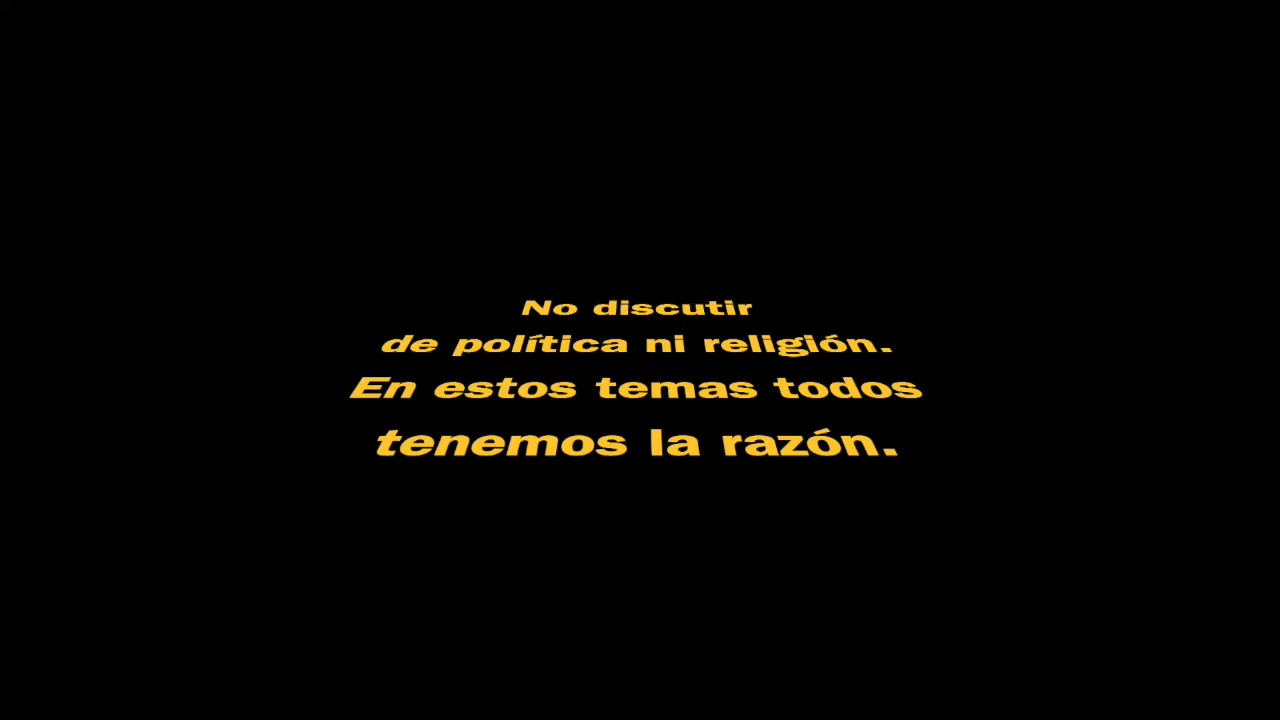 No discutir
de política ni religión.
En estos temas todos
tenemos la razón.